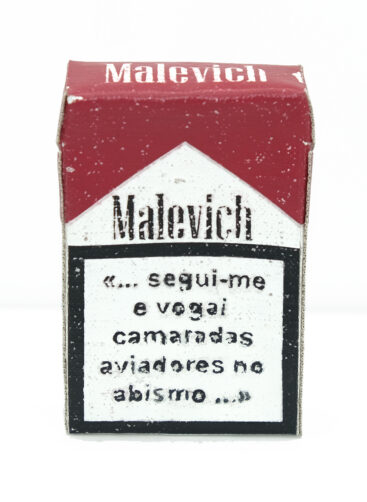 Malevich
Malevich
«... segui-me
e vogai
camaradas
aviadores no
abismo ...»